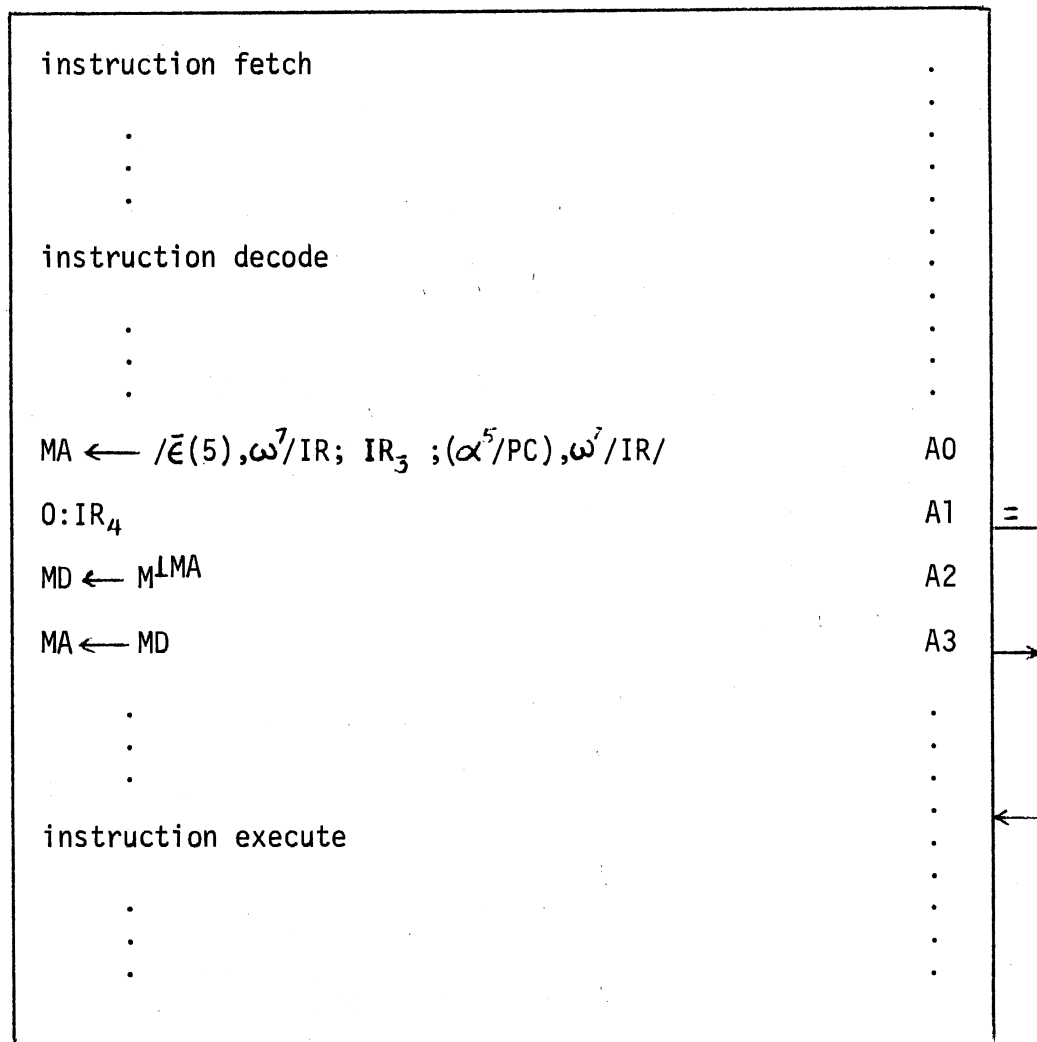 instruction fetch
instruction decode
MA ← /ε̄(5),ω⁷/IR; IR₃ ;(α⁵/PC),ω⁷/IR/ A0
0:IR₄ A1 =
MD ← M^⊥MA A2
MA ← MD A3
instruction execute